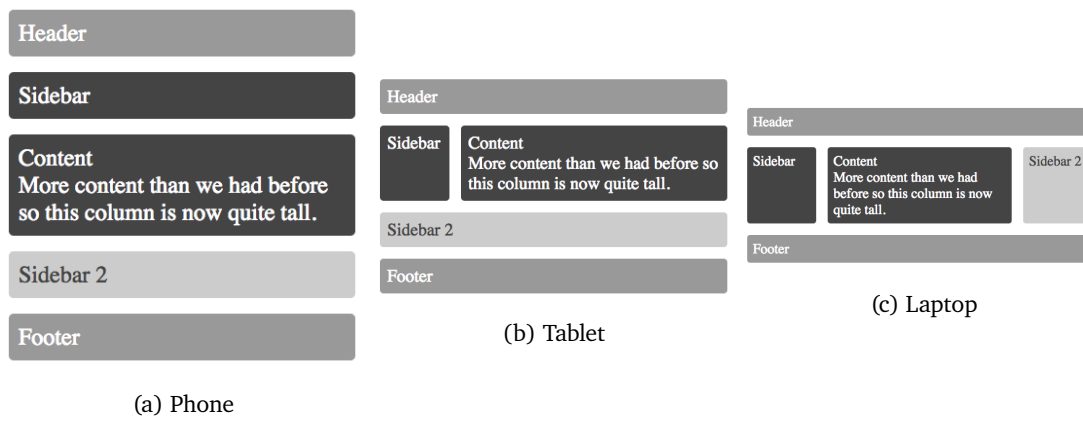 Header
Sidebar
Content
More content than we had before
so this column is now quite tall.
Sidebar 2
Footer
(a) Phone
Header
Sidebar
Content
More content than we had before so
this column is now quite tall.
Sidebar 2
Footer
(b) Tablet
Header
Sidebar
Content
More content than we had
before so this column is now
quite tall.
Sidebar 2
Footer
(c) Laptop